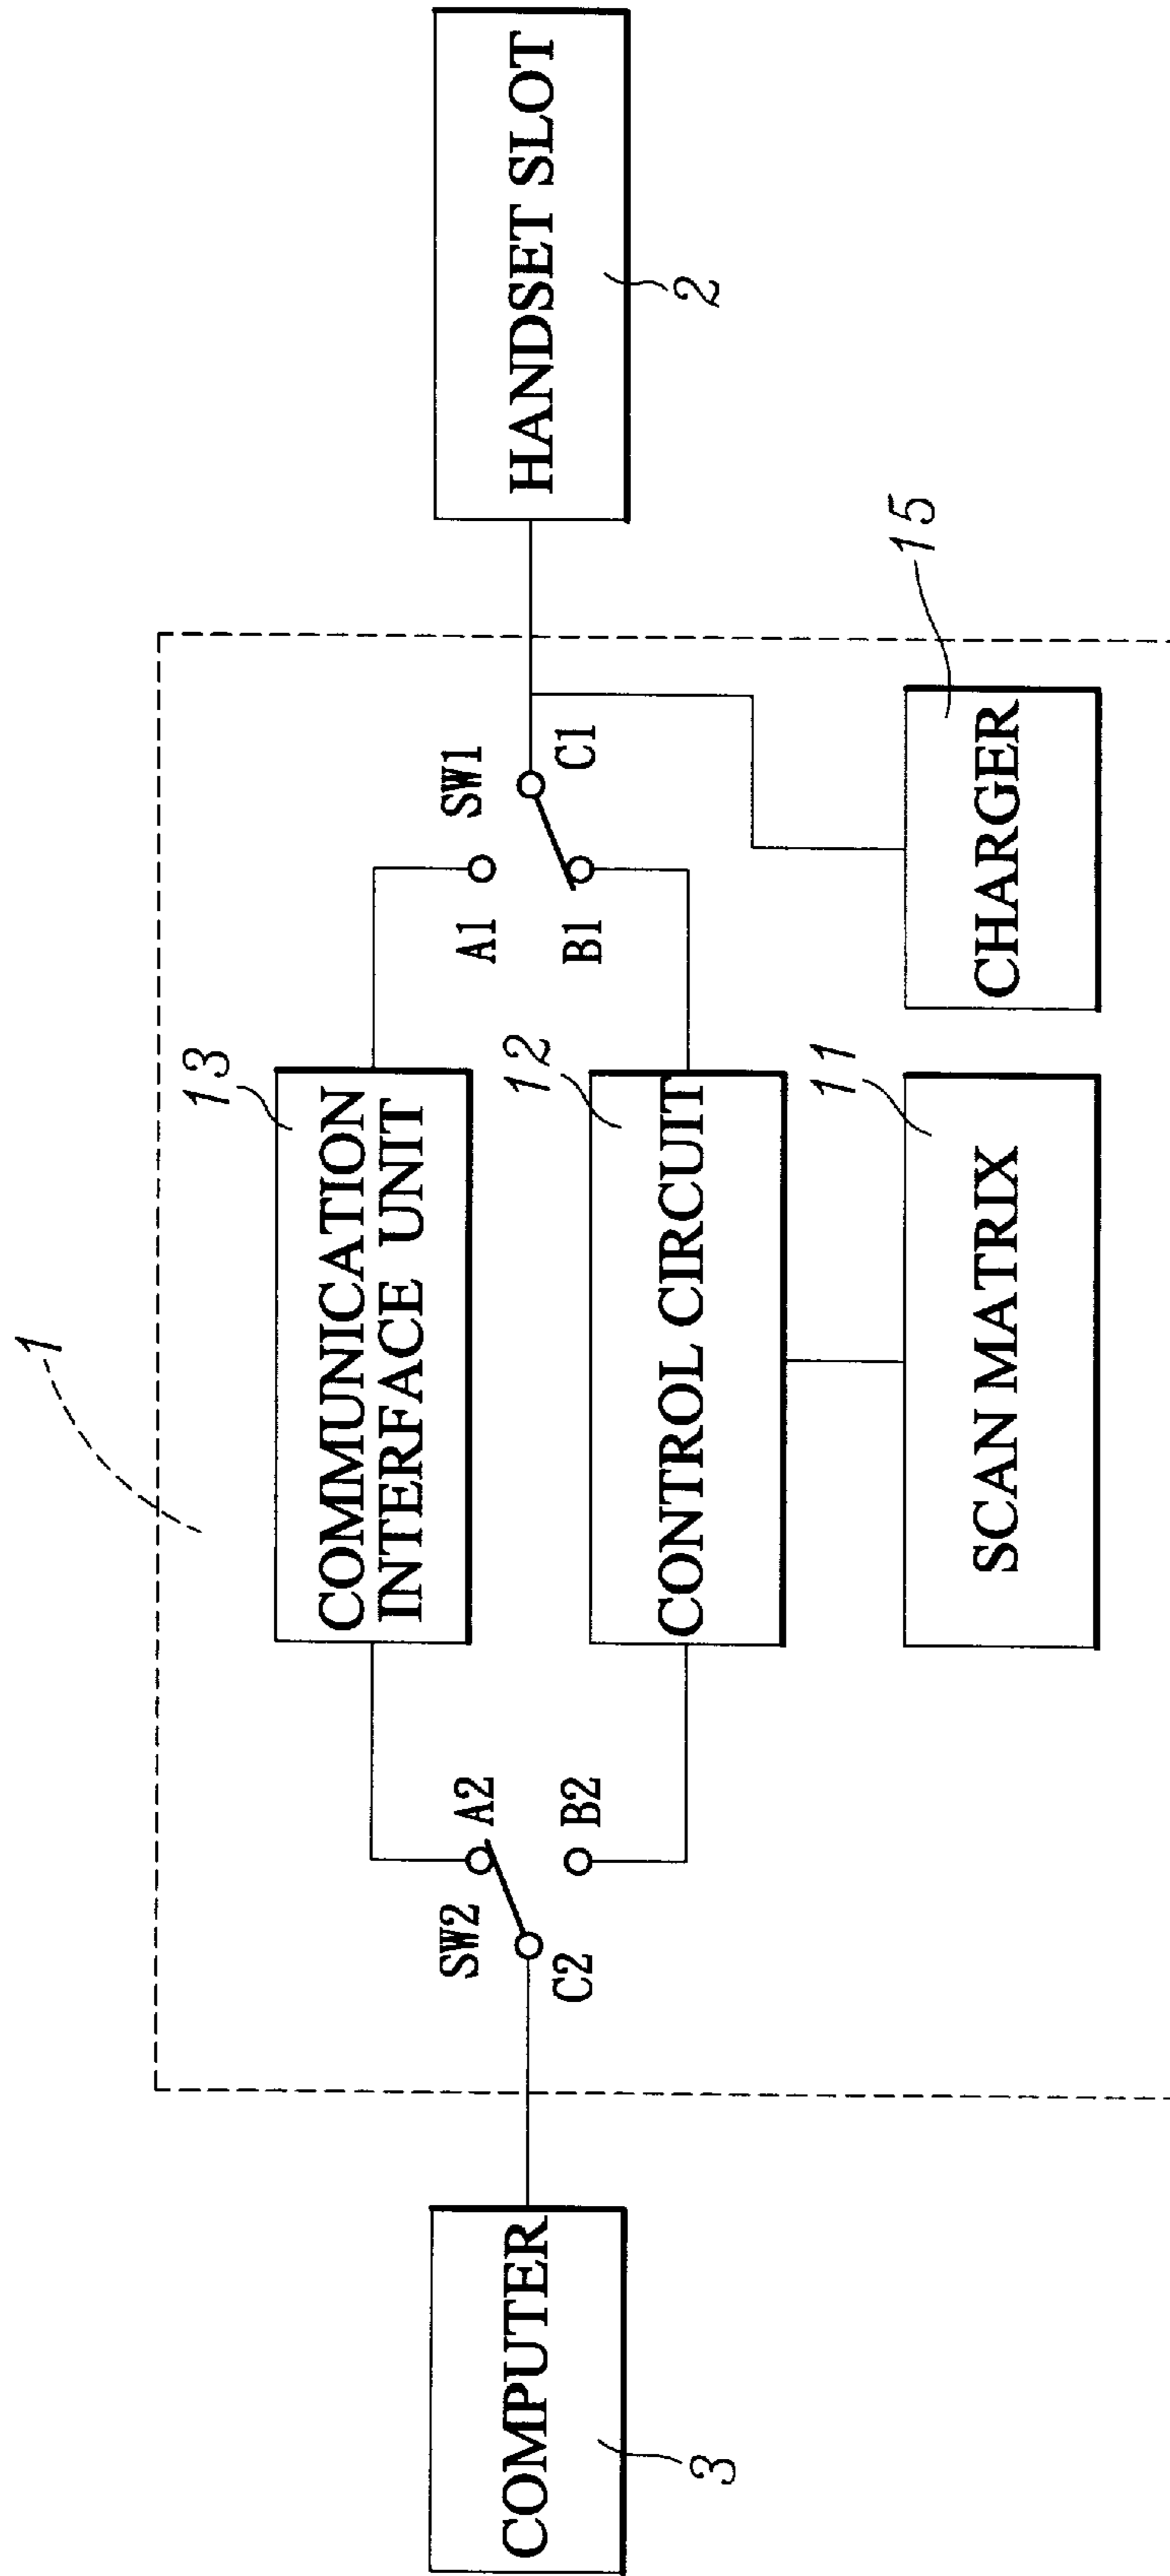 1
13
COMMUNICATION
INTERFACE UNIT
SW2
A2
C2
B2
A1
SW1
B1
C1
COMPUTER
3
12
CONTROL CIRCUIT
HANDSET SLOT
2
11
SCAN MATRIX
15
CHARGER